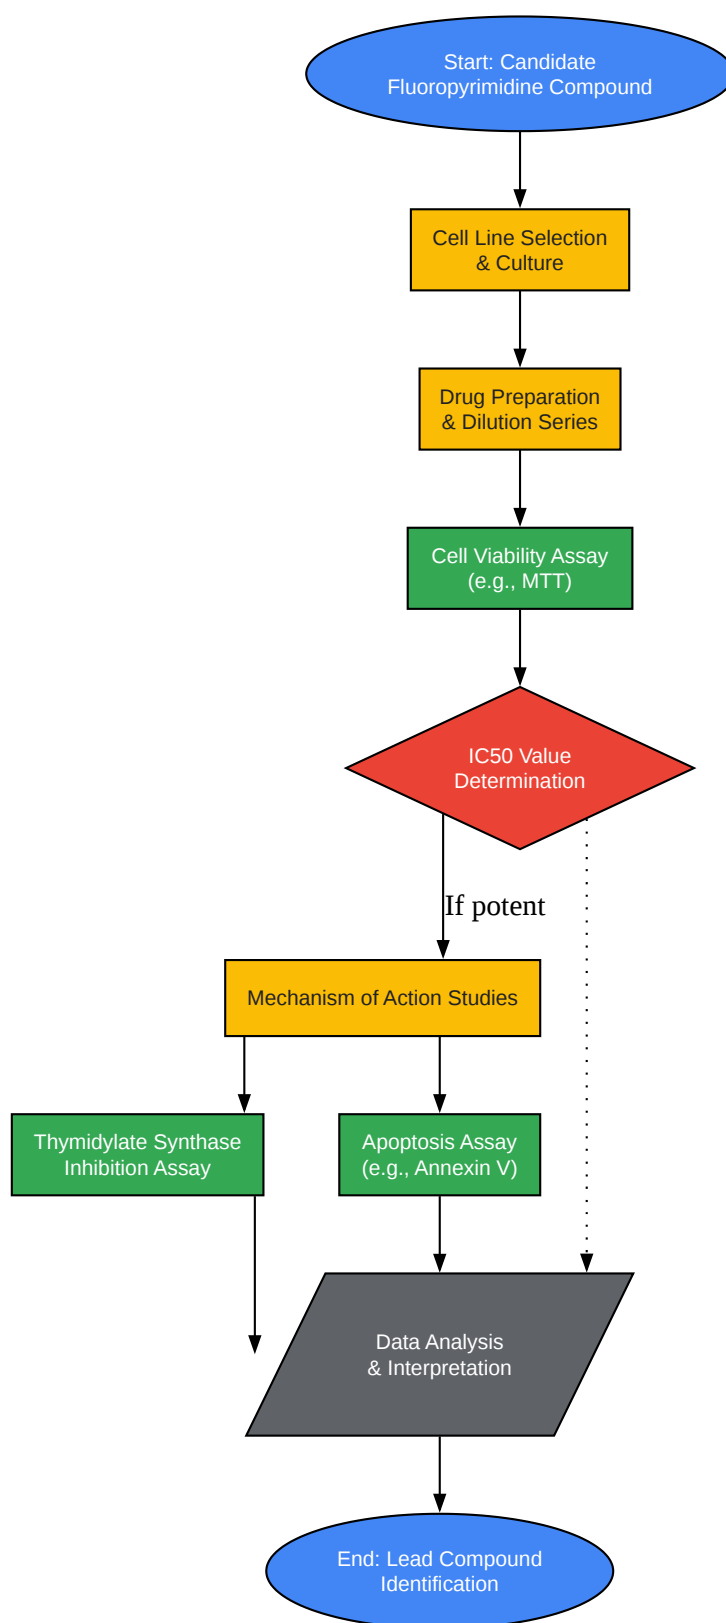 Start: Candidate
Fluoropyrimidine Compound
Cell Line Selection
& Culture
Drug Preparation
& Dilution Series
Cell Viability Assay
(e.g., MTT)
IC50 Value
Determination
If potent
Mechanism of Action Studies
Thymidylate Synthase
Inhibition Assay
Apoptosis Assay
(e.g., Annexin V)
Data Analysis
& Interpretation
End: Lead Compound
Identification